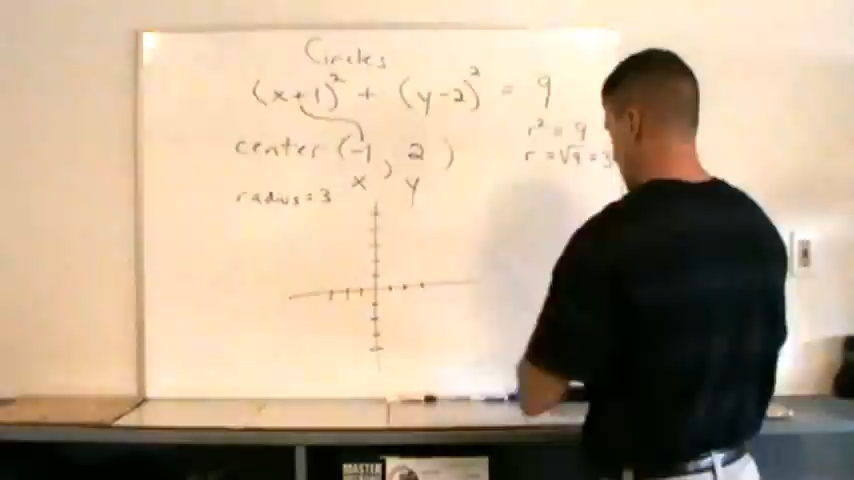 Circles
(x+1)² + (y-2)² = 9
center (-1, 2)
x y
r² = 9
r = √9 = 3
radius = 3
MASTER